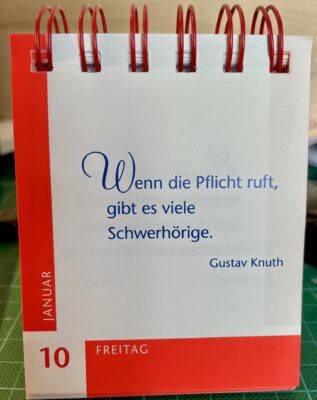 Wenn die Pflicht ruft,
gibt es viele
Schwerhörige.
Gustav Knuth
JANUAR
10
FREITAG